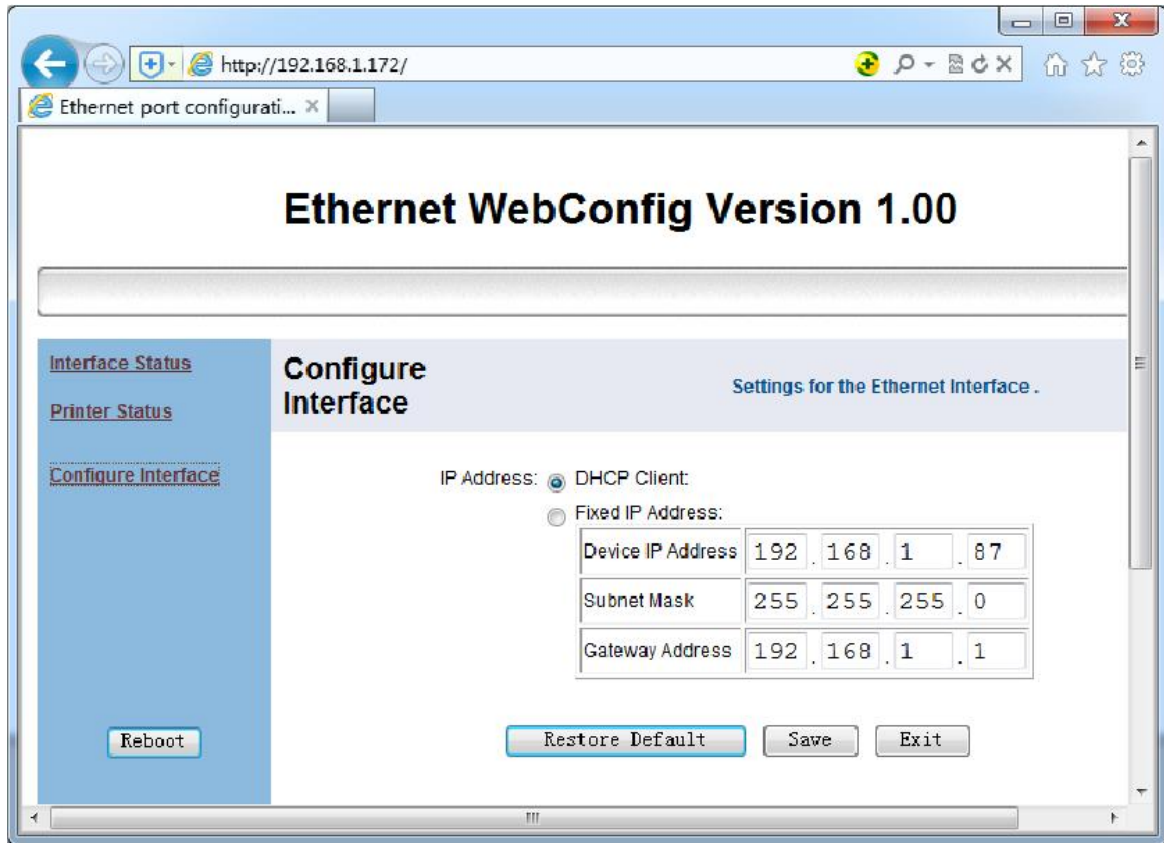 http://192.168.1.172/
Ethernet port configurati...
Ethernet WebConfig Version 1.00
Interface Status
Printer Status
Configure Interface
Configure
Interface
Settings for the Ethernet Interface .
IP Address: DHCP Client:
Fixed IP Address:
Device IP Address 192 . 168 . 1 . 87
Subnet Mask 255 . 255 . 255 . 0
Gateway Address 192 . 168 . 1 . 1
Reboot Restore Default Save Exit